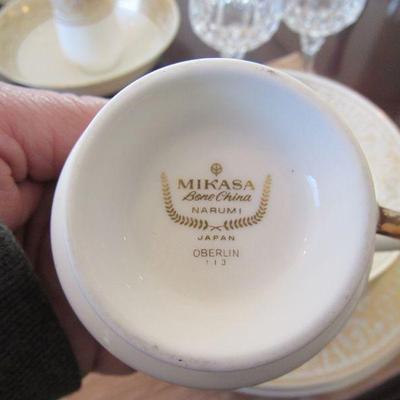 MIKASA
Bone China
NARUMI
JAPAN
OBERLIN
113